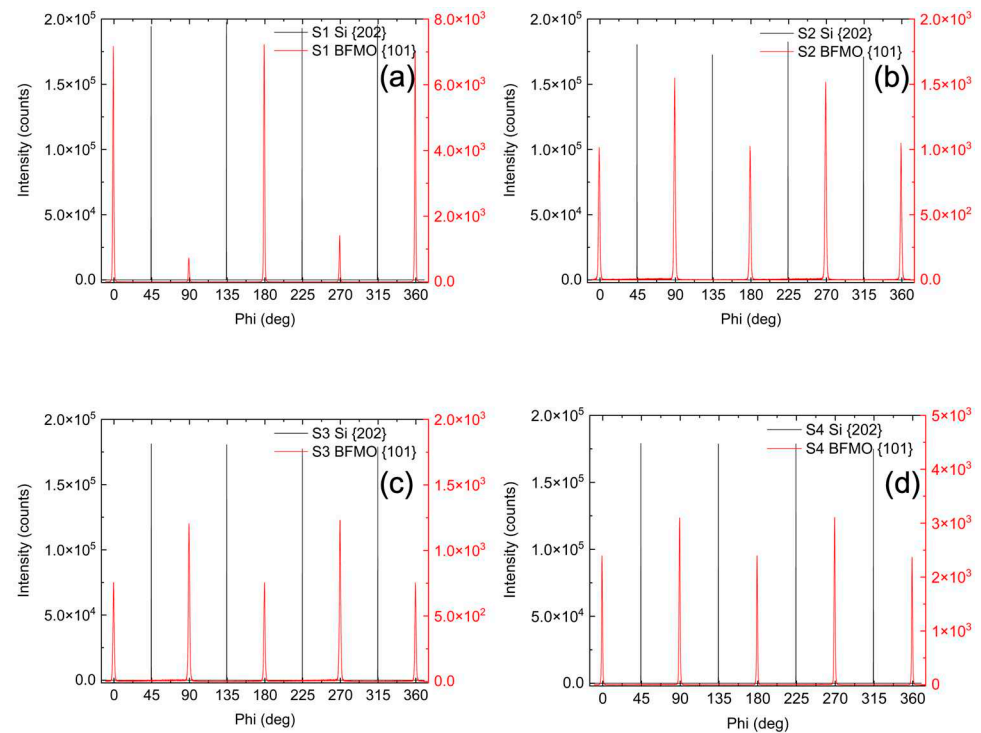 2.0×10⁵
1.5×10⁵
1.0×10⁵
5.0×10⁴
0.0
Intensity (counts)
S1 Si {202}
S1 BFMO {101}
(a)
8.0×10³
6.0×10³
4.0×10³
2.0×10³
0.0
0 45 90 135 180 225 270 315 360
Phi (deg)
2.0×10⁵
1.5×10⁵
1.0×10⁵
5.0×10⁴
0.0
Intensity (counts)
S2 Si {202}
S2 BFMO {101}
(b)
2.0×10³
1.5×10³
1.0×10³
5.0×10²
0.0
0 45 90 135 180 225 270 315 360
Phi (deg)
2.0×10⁵
1.5×10⁵
1.0×10⁵
5.0×10⁴
0.0
Intensity (counts)
S3 Si {202}
S3 BFMO {101}
(c)
2.0×10³
1.5×10³
1.0×10³
5.0×10²
0.0
0 45 90 135 180 225 270 315 360
Phi (deg)
2.0×10⁵
1.5×10⁵
1.0×10⁵
5.0×10⁴
0.0
Intensity (counts)
S4 Si {202}
S4 BFMO {101}
(d)
5×10³
4×10³
3×10³
2×10³
1×10³
0
0 45 90 135 180 225 270 315 360
Phi (deg)